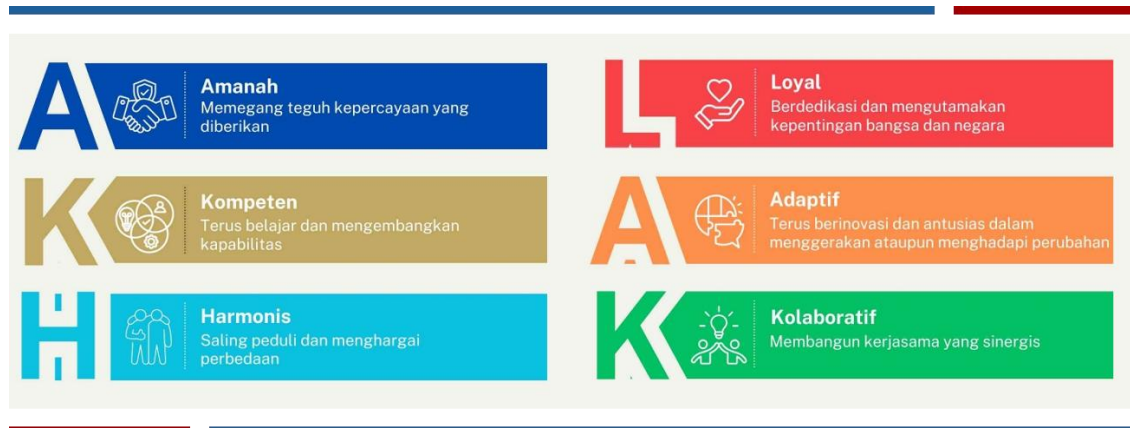 A
Amanah
Memegang teguh kepercayaan yang
diberikan
K
Kompeten
Terus belajar dan mengembangkan
kapabilitas
H
Harmonis
Saling peduli dan menghargai
perbedaan
L
Loyal
Berdedikasi dan mengutamakan
kepentingan bangsa dan negara
A
Adaptif
Terus berinovasi dan antusias dalam
menggerakan ataupun menghadapi perubahan
K
Kolaboratif
Membangun kerjasama yang sinergis